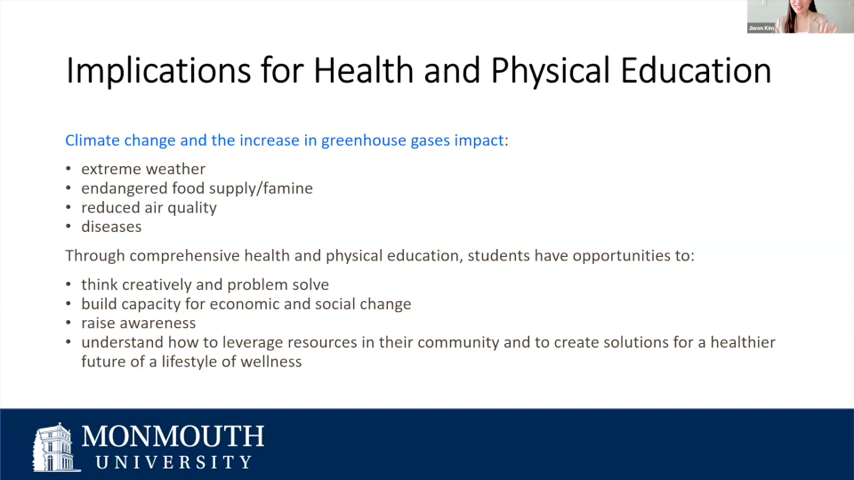 Jiwon Kim
Implications for Health and Physical Education
Climate change and the increase in greenhouse gases impact:
• extreme weather
• endangered food supply/famine
• reduced air quality
• diseases
Through comprehensive health and physical education, students have opportunities to:
• think creatively and problem solve
• build capacity for economic and social change
• raise awareness
• understand how to leverage resources in their community and to create solutions for a healthier
future of a lifestyle of wellness
MONMOUTH
UNIVERSITY